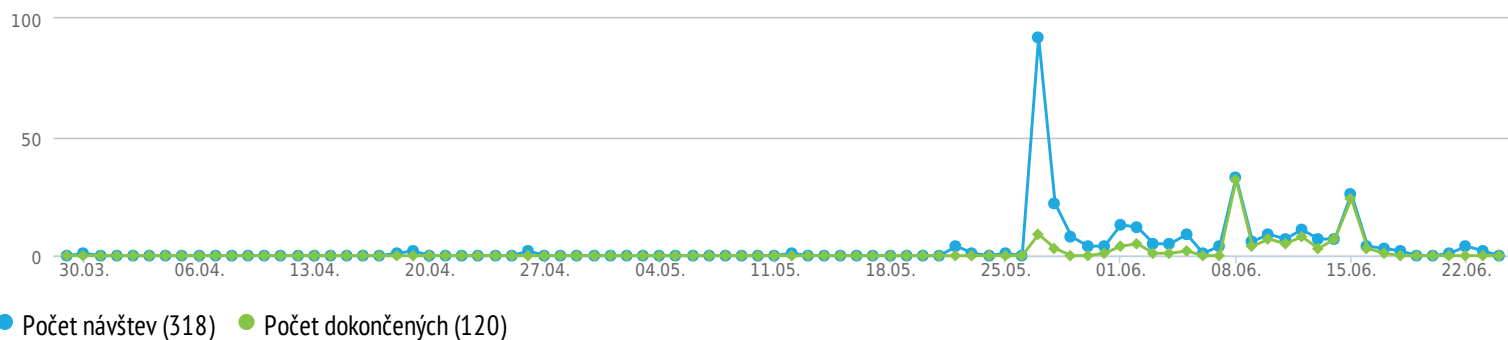 100
50
0
30.03. 06.04. 13.04. 20.04. 27.04. 04.05. 11.05. 18.05. 25.05. 01.06. 08.06. 15.06. 22.06.
Počet návštev (318) Počet dokončených (120)